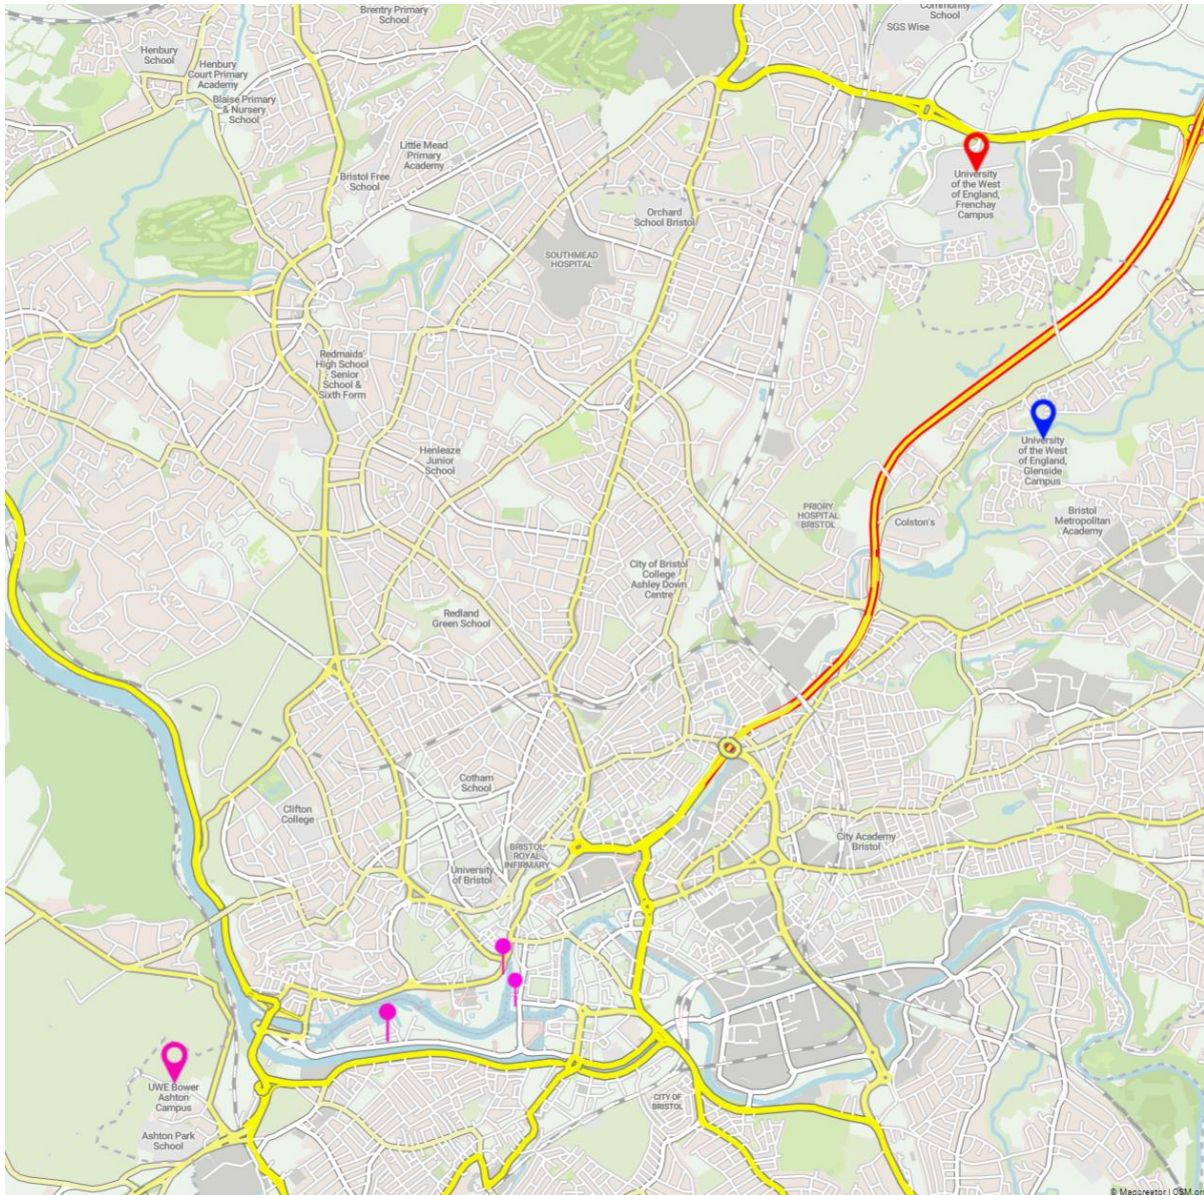 Brentry Primary
School
Community
School
SGS Wise
Henbury
School
Henbury
Court Primary
Academy
Blaise Primary
& Nursery
School
Little Mead
Primary
Academy
Bristol Free
School
University
of the West
of England,
Frenchay
Campus
Orchard
School Bristol
SOUTHMEAD
HOSPITAL
Redmaids'
High School
- Senior
School &
Sixth Form
Henleaze
Junior
School
University
of the West
of England,
Glenside
Campus
PRIORY
HOSPITAL
BRISTOL
Colston's
Bristol
Metropolitan
Academy
City of Bristol
College
Ashley Down
Centre
Redland
Green School
Cotham
School
Clifton
College
BRISTOL
ROYAL
INFIRMARY
City Academy
Bristol
University
of Bristol
UWE Bower
Ashton
Campus
CITY OF
BRISTOL
Ashton Park
School
© Mapcreator | OSM